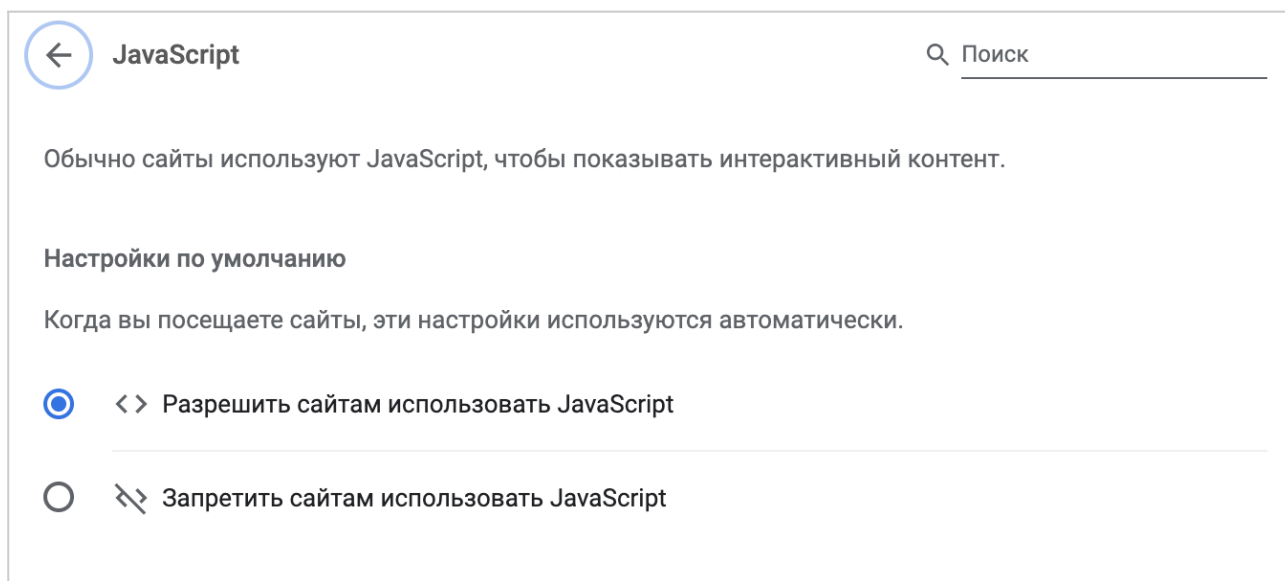 JavaScript
Поиск
Обычно сайты используют JavaScript, чтобы показывать интерактивный контент.
Настройки по умолчанию
Когда вы посещаете сайты, эти настройки используются автоматически.
Разрешить сайтам использовать JavaScript
Запретить сайтам использовать JavaScript